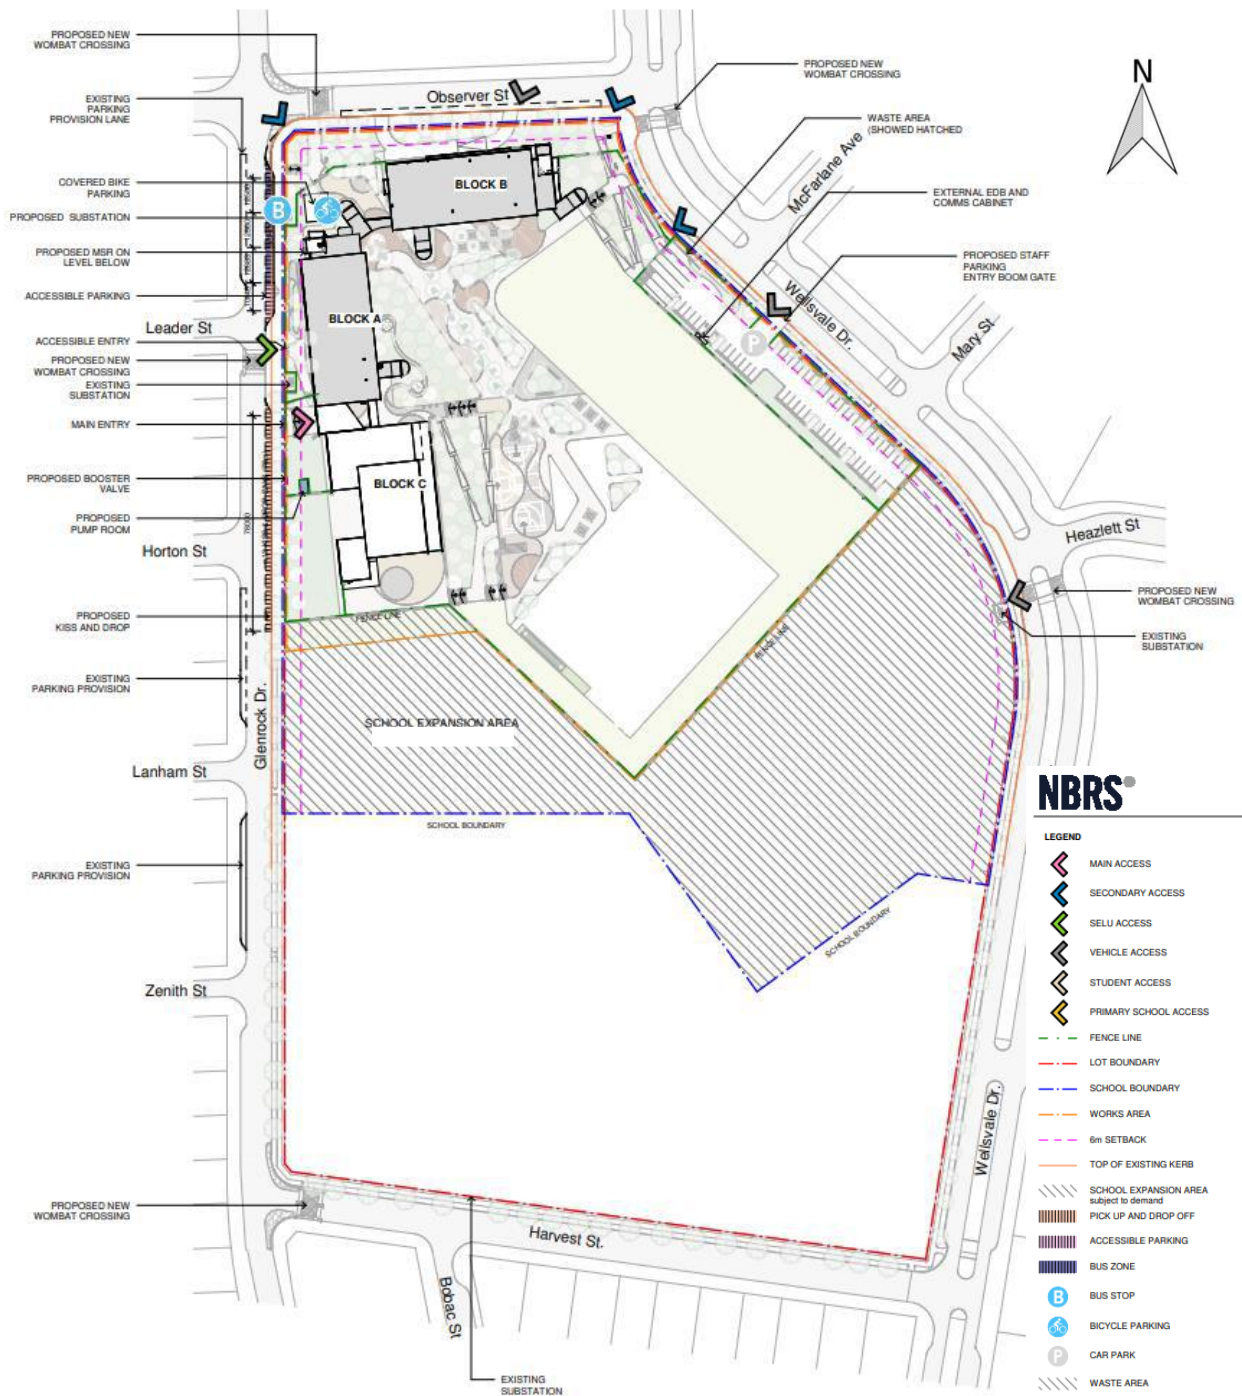 PROPOSED NEW
WOMBAT CROSSING
EXISTING
PARKING
PROVISION LANE
COVERED BIKE
PARKING
PROPOSED SUBSTATION
PROPOSED MSR ON
LEVEL BELOW
ACCESSIBLE PARKING
Leader St
ACCESSIBLE ENTRY
PROPOSED NEW
WOMBAT CROSSING
EXISTING
SUBSTATION
MAIN ENTRY
PROPOSED BOOSTER
VALVE
PROPOSED
PUMP ROOM
Horton St
PROPOSED
KISS AND DROP
EXISTING
PARKING PROVISION
Glenrock Dr.
Lanham St
EXISTING
PARKING PROVISION
Zenith St
PROPOSED NEW
WOMBAT CROSSING
Observer St
PROPOSED NEW
WOMBAT CROSSING
WASTE AREA
(SHOWED HATCHED
McFarlane Ave
EXTERNAL EDB AND
COMMS CABINET
PROPOSED STAFF
PARKING
ENTRY BOOM GATE
Wellsvale Dr.
Mary St
N
BLOCK B
B
BLOCK A
P
BLOCK C
78000
FENCE LINE
FENCE LINE
Heazlett St
PROPOSED NEW
WOMBAT CROSSING
EXISTING
SUBSTATION
SCHOOL EXPANSION AREA
SCHOOL BOUNDARY
SCHOOL BOUNDARY
Wellsvale Dr.
Harvest St.
Bobac St
EXISTING
SUBSTATION
NBRS
LEGEND
MAIN ACCESS
SECONDARY ACCESS
SELU ACCESS
VEHICLE ACCESS
STUDENT ACCESS
PRIMARY SCHOOL ACCESS
FENCE LINE
LOT BOUNDARY
SCHOOL BOUNDARY
WORKS AREA
6m SETBACK
TOP OF EXISTING KERB
SCHOOL EXPANSION AREA
subject to demand
PICK UP AND DROP OFF
ACCESSIBLE PARKING
BUS ZONE
B BUS STOP
BICYCLE PARKING
P CAR PARK
WASTE AREA